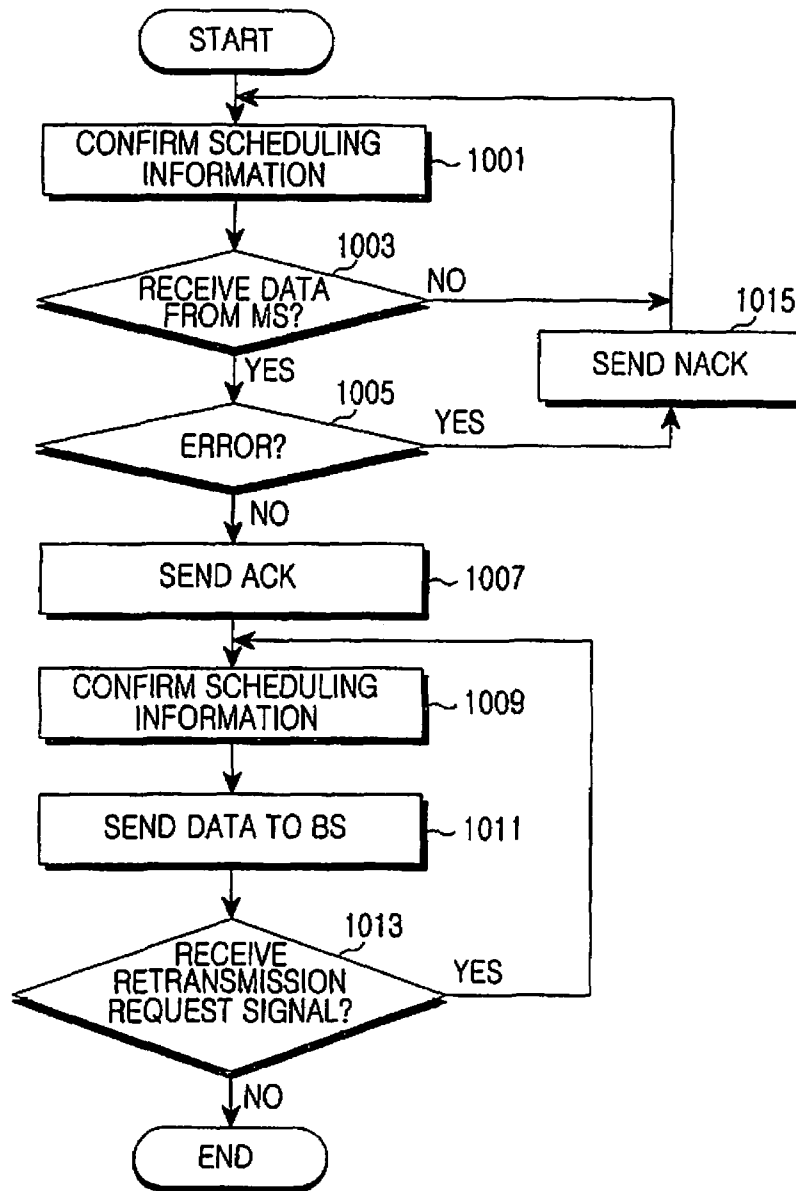 START
CONFIRM SCHEDULING
INFORMATION
1001
1003
RECEIVE DATA
FROM MS?
NO
1015
SEND NACK
YES
1005
ERROR?
YES
NO
SEND ACK
1007
CONFIRM SCHEDULING
INFORMATION
1009
SEND DATA TO BS
1011
1013
RECEIVE
RETRANSMISSION
REQUEST SIGNAL?
YES
NO
END